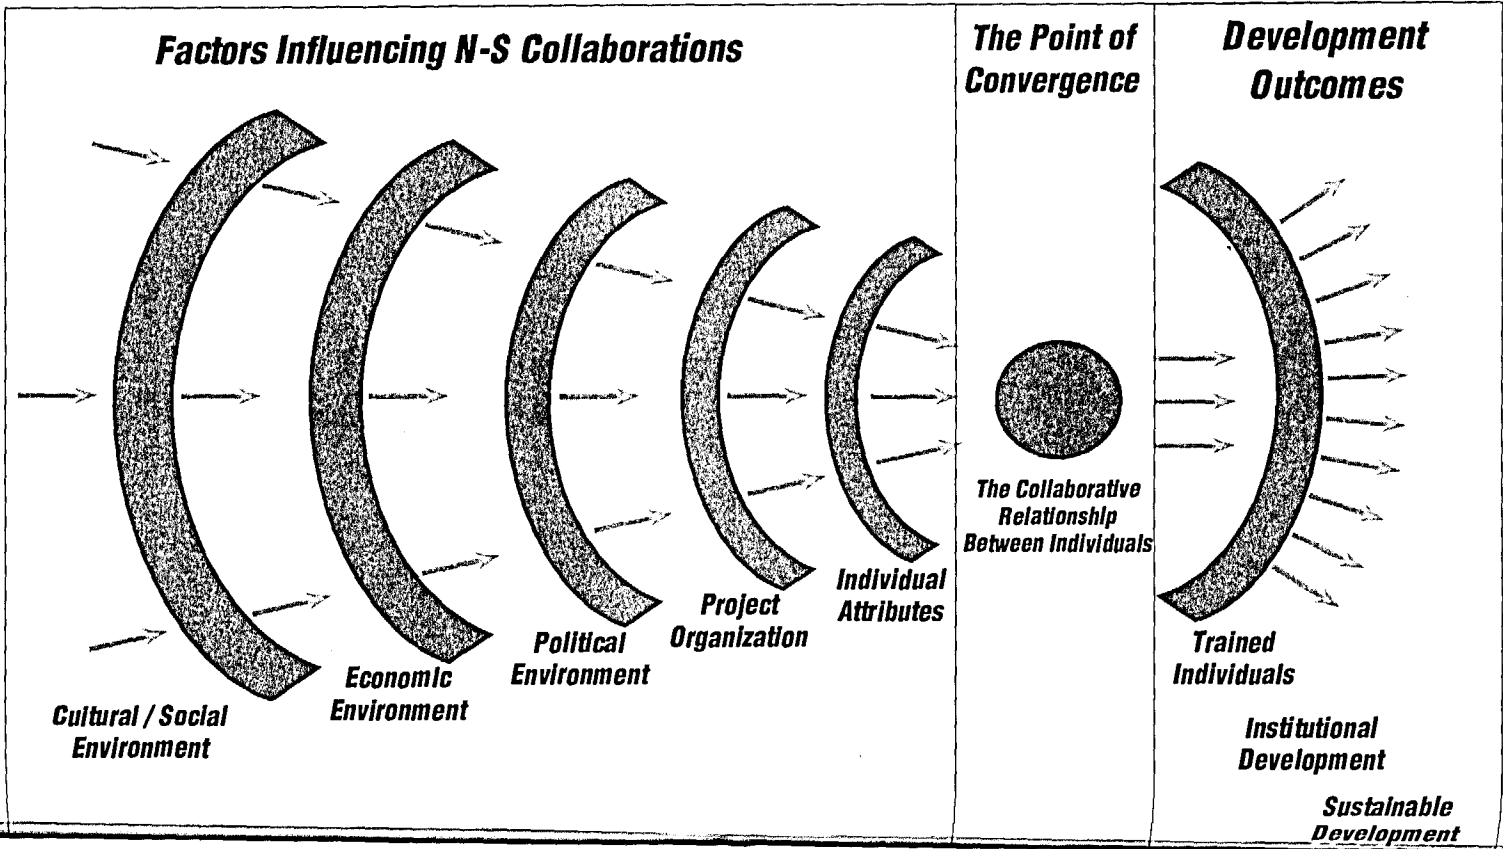 Factors Influencing N-S Collaborations
The Point of
Convergence
Development
Outcomes
Cultural / Social
Environment
Economic
Environment
Political
Environment
Project
Organization
Individual
Attributes
The Collaborative
Relationship
Between Individuals
Trained
Individuals
Institutional
Development
Sustainable
Development